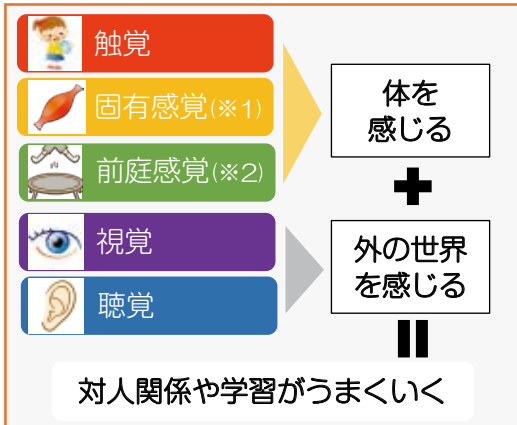 触覚
固有感覚(※1)
前庭感覚(※2)
体を
感じる
視覚
聴覚
外の世界
を感じる
対人関係や学習がうまくいく